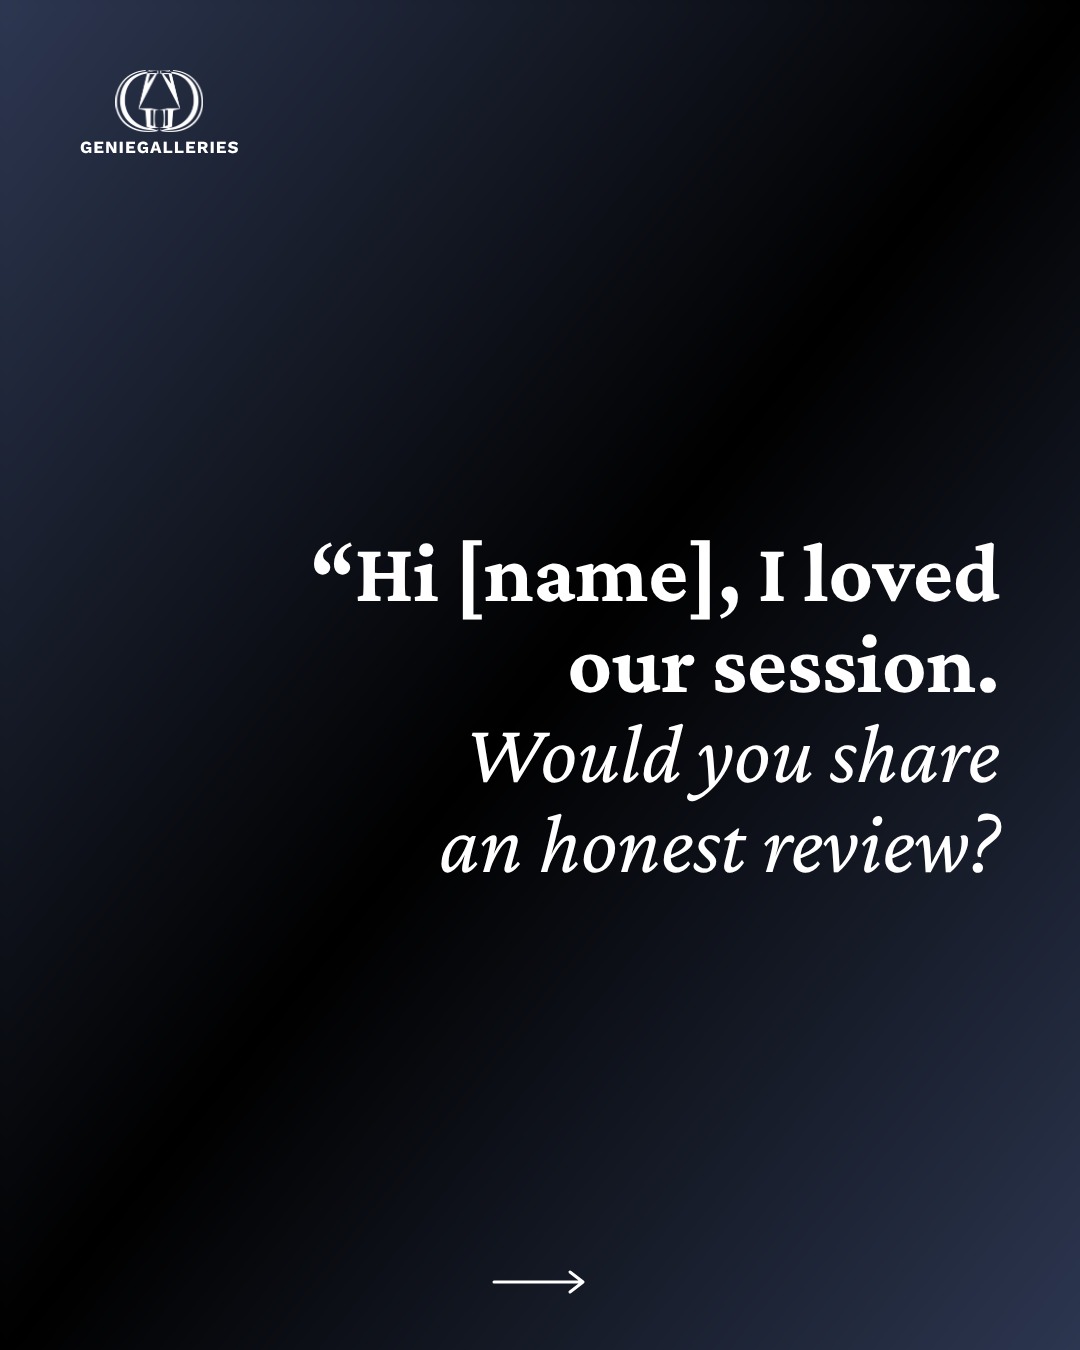 GENIEGALLERIES
“Hi [name], I loved
our session.
Would you share
an honest review?